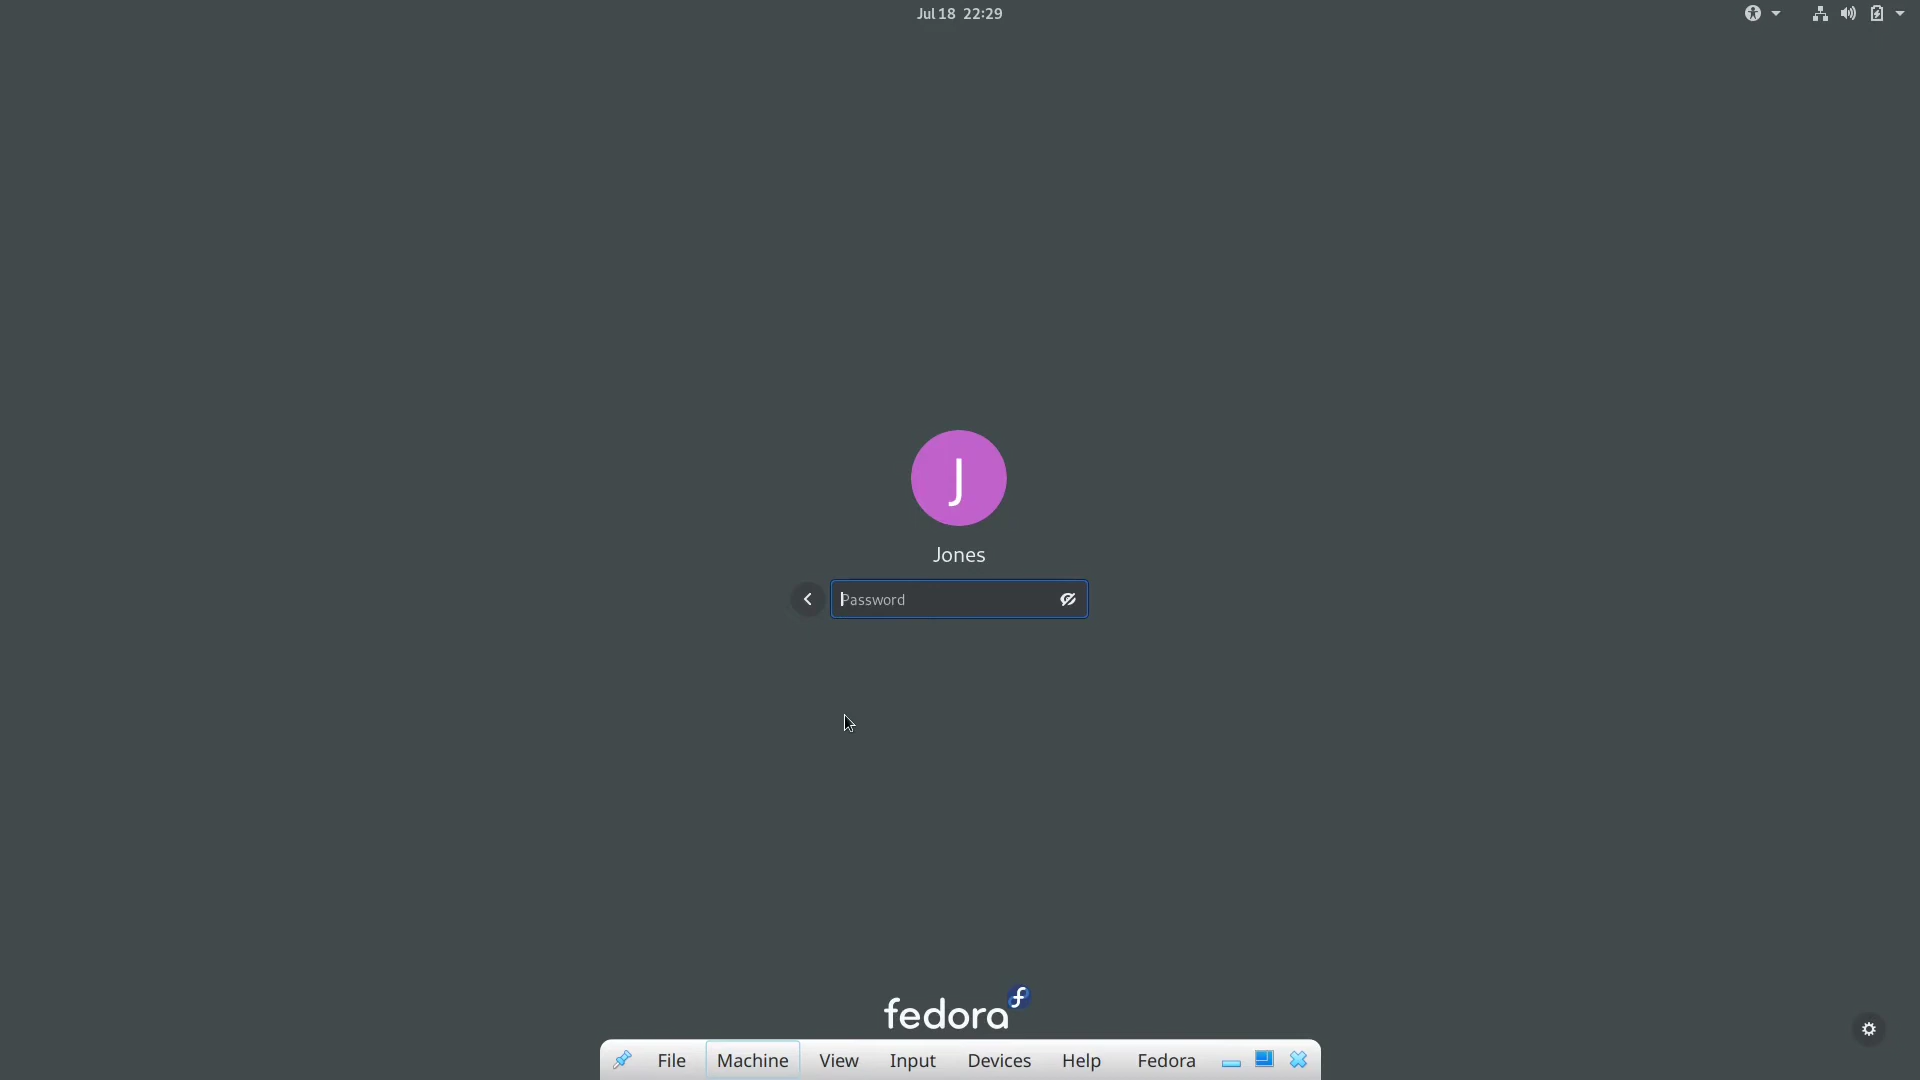 Jul 18 22:29
J
Jones
Password
fedora
File Machine View Input Devices Help Fedora